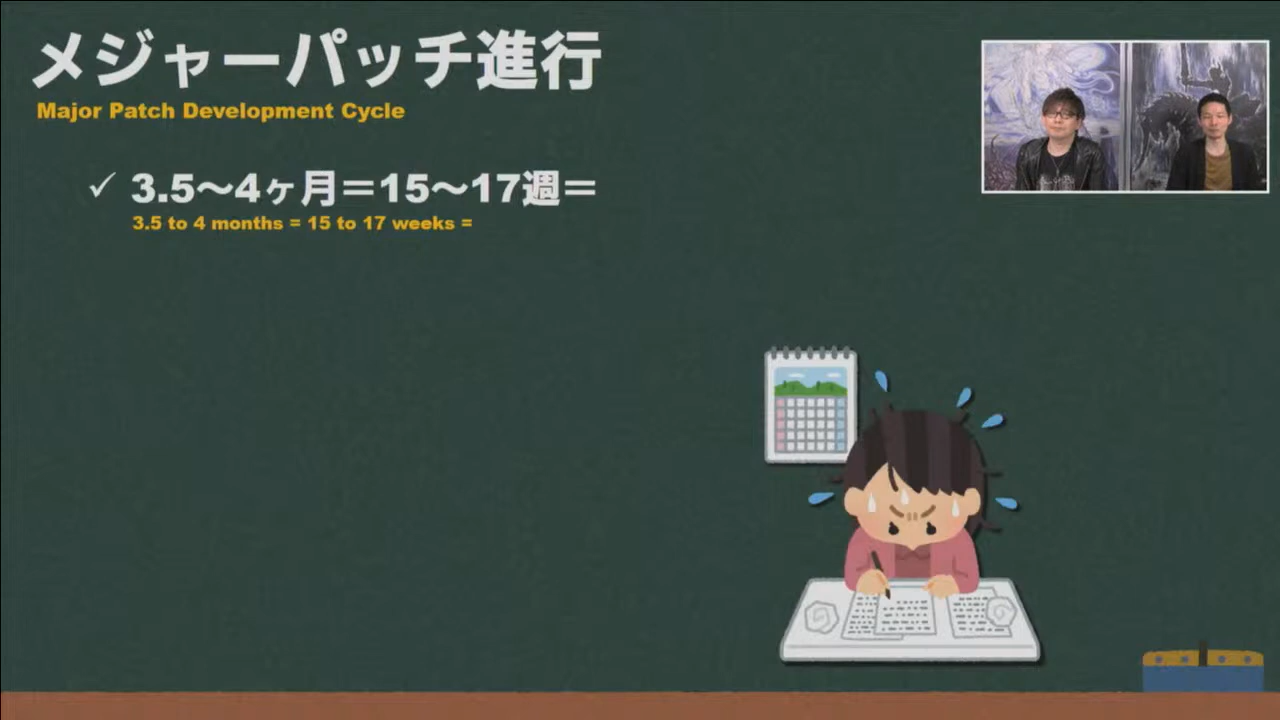 メジャーパッチ進行
Major Patch Development Cycle
✓ 3.5〜4ヶ月＝15〜17週＝
3.5 to 4 months = 15 to 17 weeks =